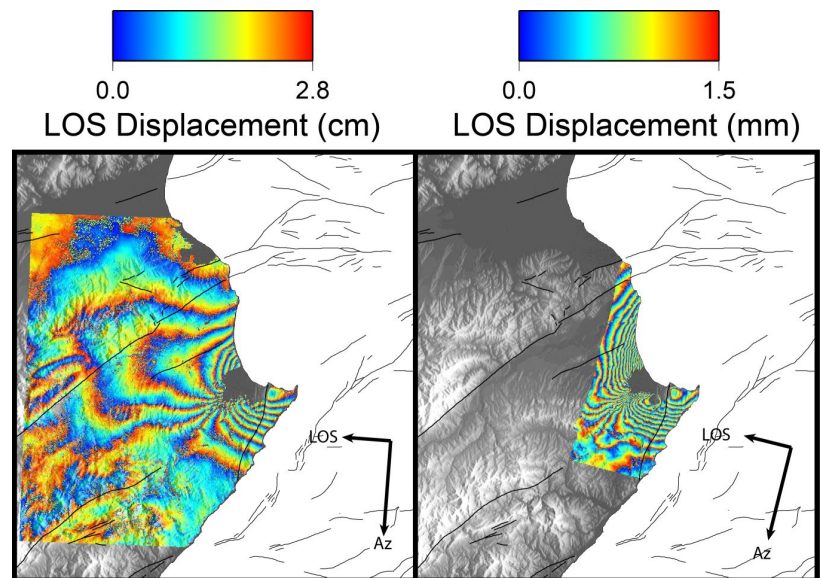 0.0 2.8
LOS Displacement (cm)
0.0 1.5
LOS Displacement (mm)
LOS
Az
LOS
Az